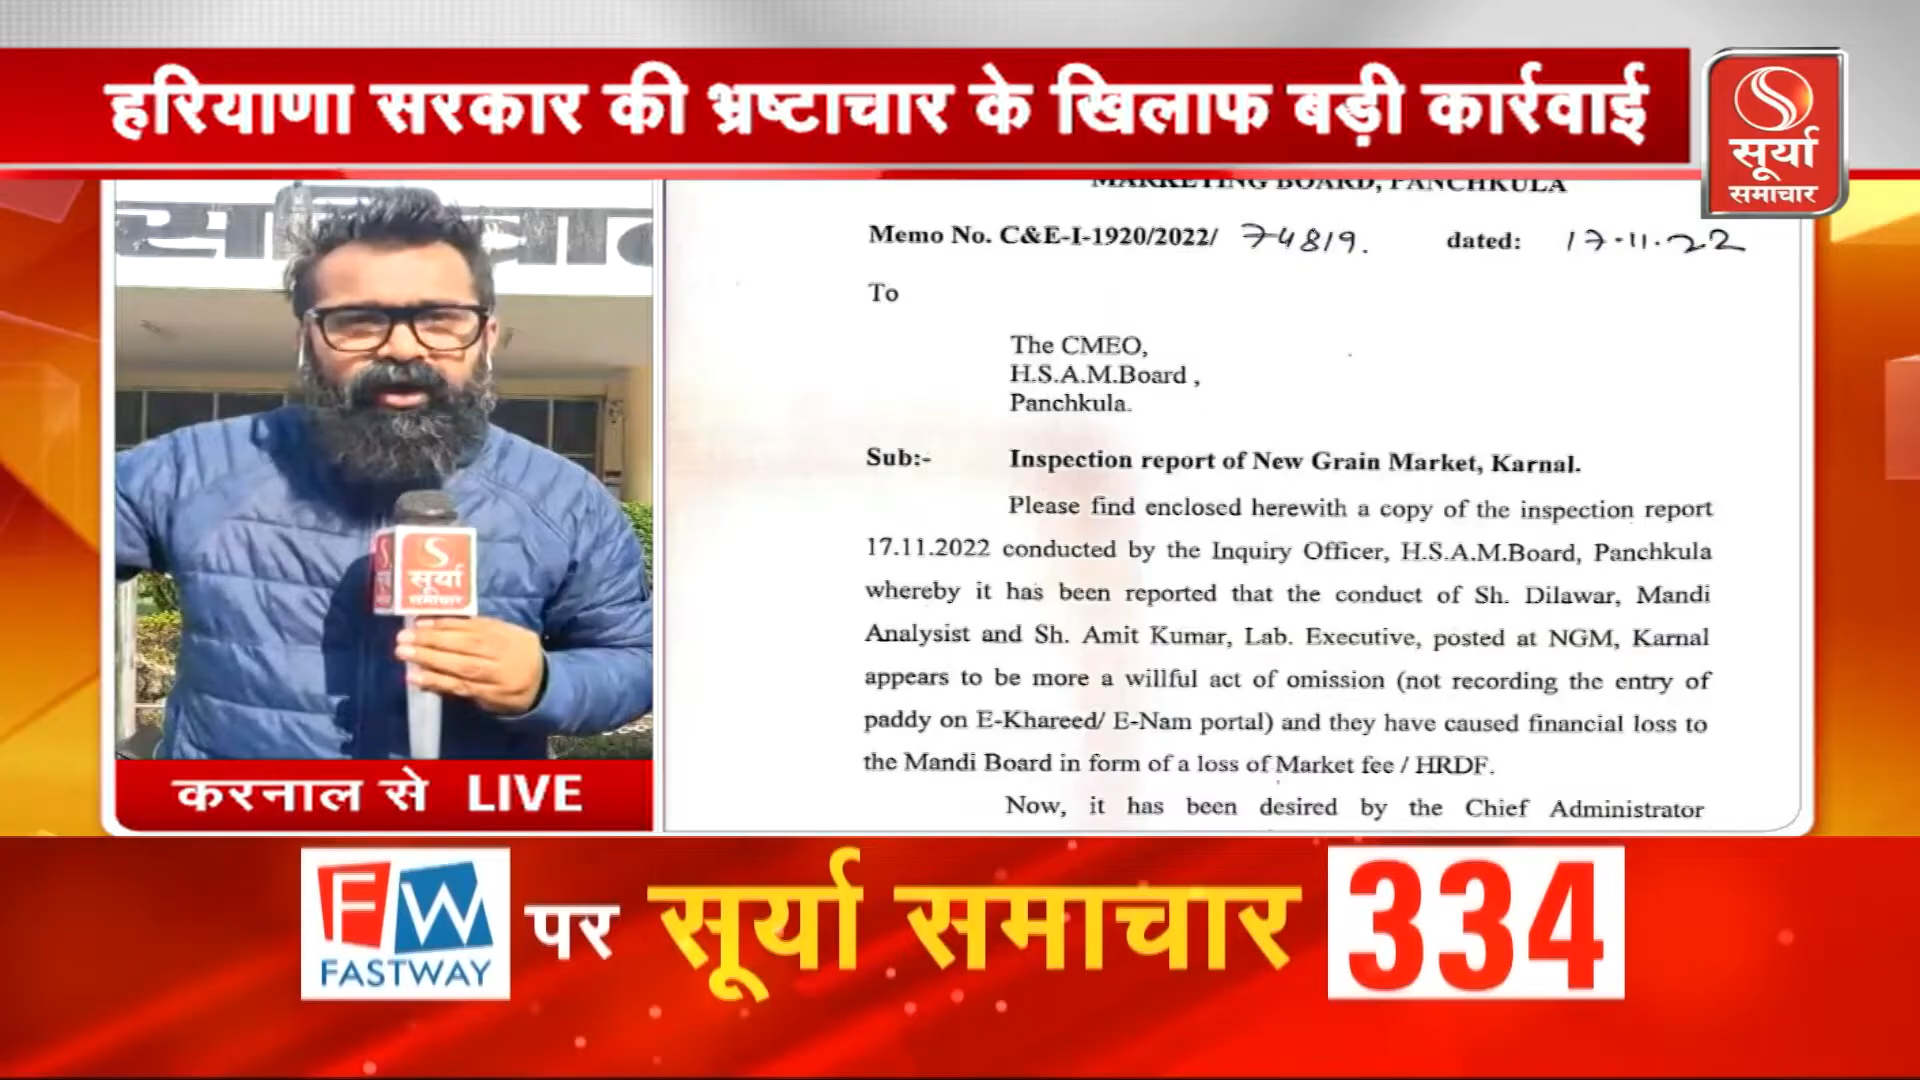 हरियाणा सरकार की भ्रष्टाचार के खिलाफ बड़ी कार्रवाई
सूर्या
समाचार
MARKETING BOARD, PANCHKULA
Memo No. C&E-I-1920/2022/ 74819. dated: 17-11-22
To
The CMEO,
H.S.A.M.Board ,
Panchkula.
Sub:- Inspection report of New Grain Market, Karnal.
Please find enclosed herewith a copy of the inspection report
17.11.2022 conducted by the Inquiry Officer, H.S.A.M.Board, Panchkula
whereby it has been reported that the conduct of Sh. Dilawar, Mandi
Analysist and Sh. Amit Kumar, Lab. Executive, posted at NGM, Karnal
appears to be more a willful act of omission (not recording the entry of
paddy on E-Khareed/ E-Nam portal) and they have caused financial loss to
the Mandi Board in form of a loss of Market fee / HRDF.
Now, it has been desired by the Chief Administrator
सूर्या
समाचार
करनाल से LIVE
FW
FASTWAY
पर सूर्या समाचार 334